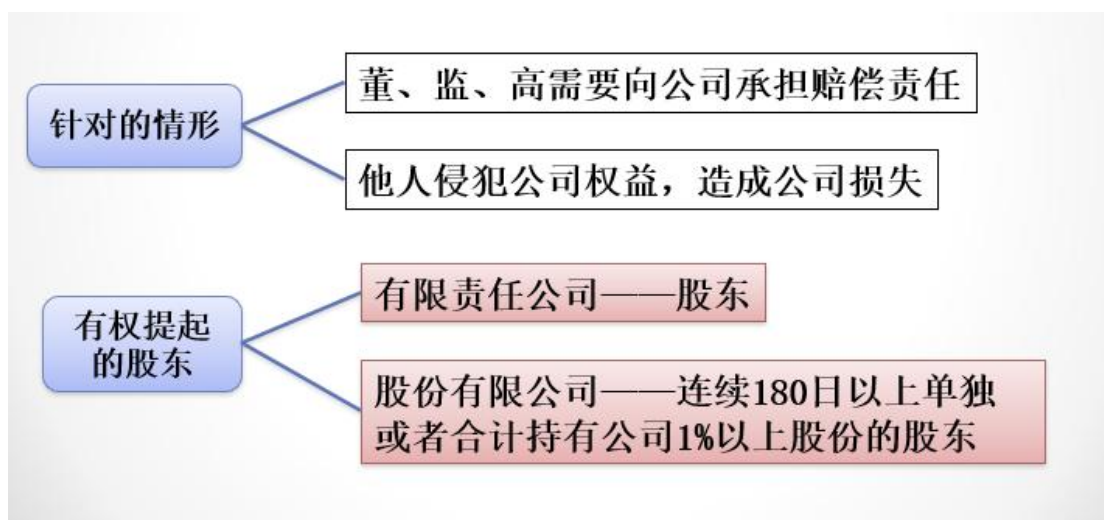 针对的情形
董、监、高需要向公司承担赔偿责任
他人侵犯公司权益，造成公司损失
有权提起
的股东
有限责任公司——股东
股份有限公司——连续180日以上单独
或者合计持有公司1%以上股份的股东